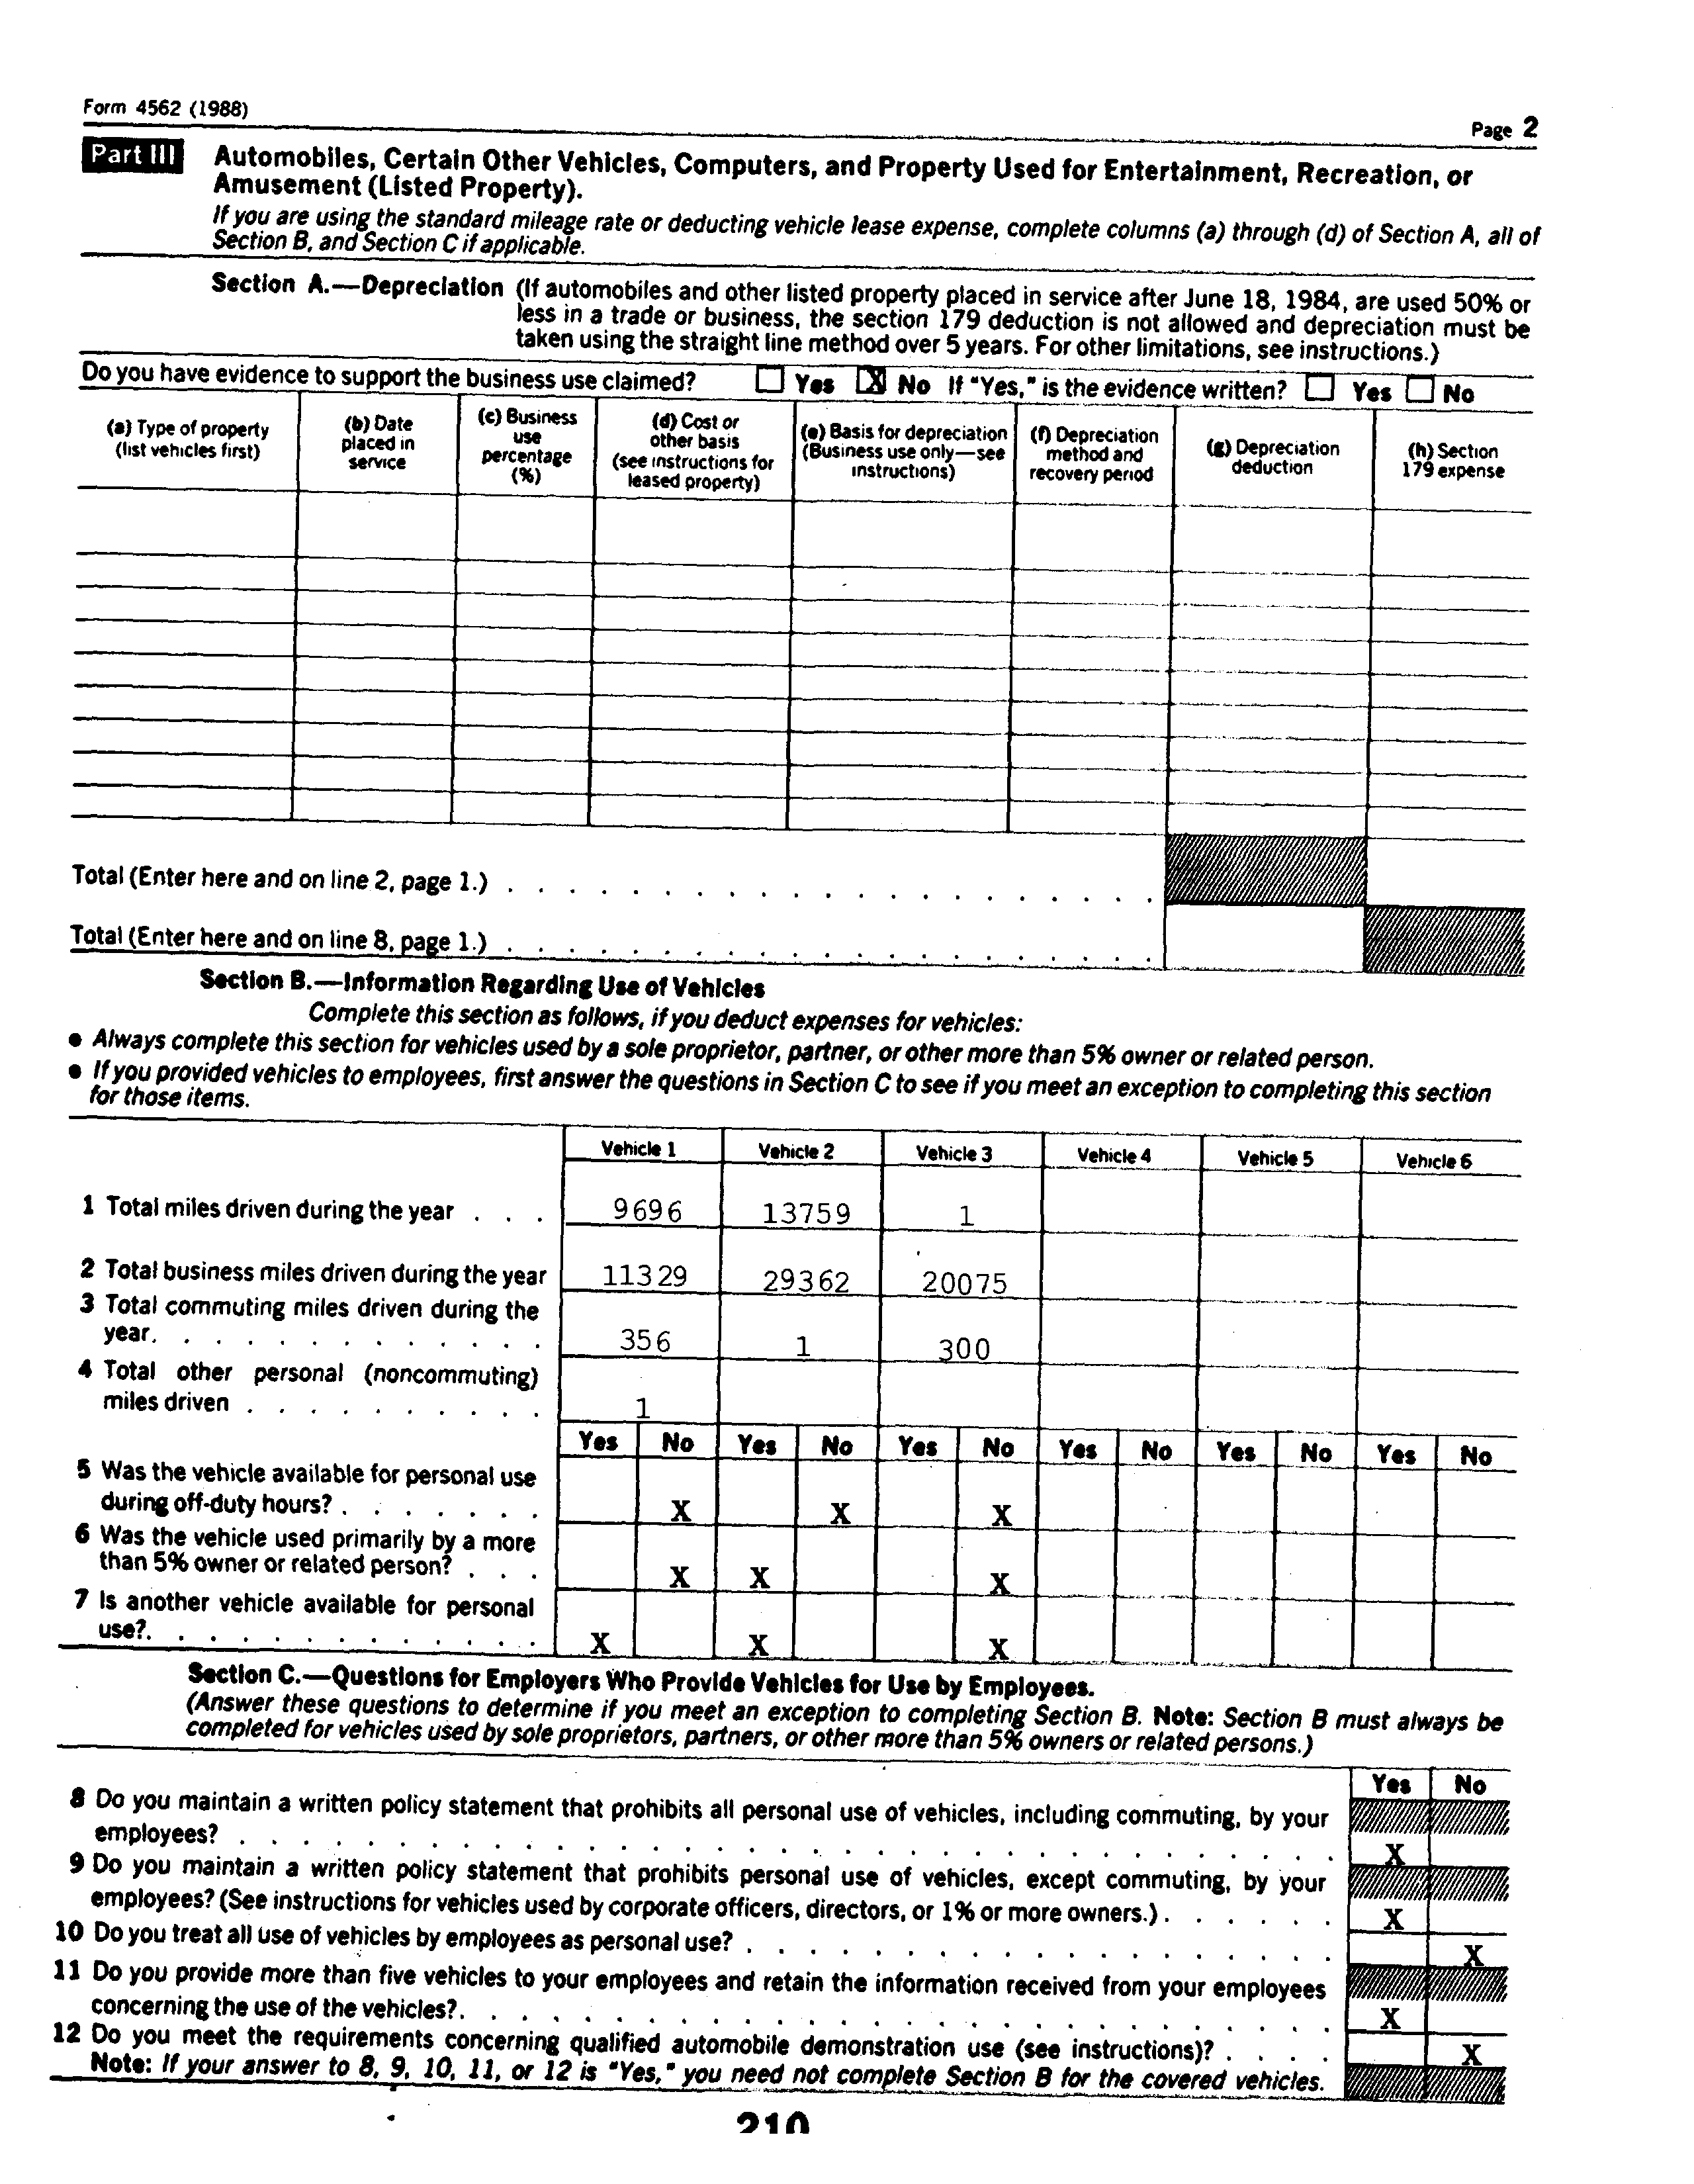 Form 4562 (1988)
Page 2
Part III Automobiles, Certain Other Vehicles, Computers, and Property Used for Entertainment, Recreation, or
Amusement (Listed Property).
If you are using the standard mileage rate or deducting vehicle lease expense, complete columns (a) through (d) of Section A, all of
Section B, and Section C if applicable.
Section A.—Depreciation (If automobiles and other listed property placed in service after June 18, 1984, are used 50% or
less in a trade or business, the section 179 deduction is not allowed and depreciation must be
taken using the straight line method over 5 years. For other limitations, see instructions.)
Do you have evidence to support the business use claimed? Yes X No If "Yes," is the evidence written? Yes No
(a) Type of property
(list vehicles first)
(b) Date
placed in
service
(c) Business
use
percentage
(%)
(d) Cost or
other basis
(see instructions for
leased property)
(e) Basis for depreciation
(Business use only—see
instructions)
(f) Depreciation
method and
recovery period
(g) Depreciation
deduction
(h) Section
179 expense
Total (Enter here and on line 2, page 1.) . . . . . . . . . . . . . . . . . . . . .
Total (Enter here and on line 8, page 1.) . . . . . . . . . . . . . . . . . . . . .
Section B.—Information Regarding Use of Vehicles
Complete this section as follows, if you deduct expenses for vehicles:
● Always complete this section for vehicles used by a sole proprietor, partner, or other more than 5% owner or related person.
● If you provided vehicles to employees, first answer the questions in Section C to see if you meet an exception to completing this section
for those items.
Vehicle 1 Vehicle 2 Vehicle 3 Vehicle 4 Vehicle 5 Vehicle 6
1 Total miles driven during the year . . . 9696 13759 1
2 Total business miles driven during the year 11329 29362 20075
3 Total commuting miles driven during the
year. . . . . . . . . . . . . 356 1 300
4 Total other personal (noncommuting)
miles driven . . . . . . . . . . 1
Yes No Yes No Yes No Yes No Yes No Yes No
5 Was the vehicle available for personal use
during off-duty hours? . . . . . . . X X X
6 Was the vehicle used primarily by a more
than 5% owner or related person? . . . X X X
7 Is another vehicle available for personal
use?. . . . . . . . . . . . . X X X
Section C.—Questions for Employers Who Provide Vehicles for Use by Employees.
(Answer these questions to determine if you meet an exception to completing Section B. Note: Section B must always be
completed for vehicles used by sole proprietors, partners, or other more than 5% owners or related persons.)
Yes No
8 Do you maintain a written policy statement that prohibits all personal use of vehicles, including commuting, by your
employees? . . . . . . . . . . . . . . . . . . . . . . . . . . . . . . . . . . . X
9 Do you maintain a written policy statement that prohibits personal use of vehicles, except commuting, by your
employees? (See instructions for vehicles used by corporate officers, directors, or 1% or more owners.) . . . . . . X
10 Do you treat all use of vehicles by employees as personal use? . . . . . . . . . . . . . . . . . . . X
11 Do you provide more than five vehicles to your employees and retain the information received from your employees
concerning the use of the vehicles?. . . . . . . . . . . . . . . . . . . . . . . . . . . . X
12 Do you meet the requirements concerning qualified automobile demonstration use (see instructions)? . . . . X
Note: If your answer to 8, 9, 10, 11, or 12 is "Yes," you need not complete Section B for the covered vehicles.
210